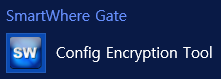 SmartWhere Gate
SW
Config Encryption Tool